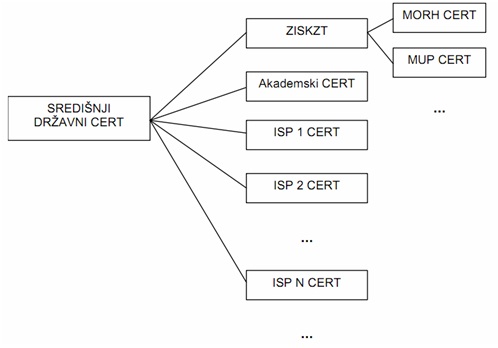 MORH CERT
ZISKZT
MUP CERT
Akademski CERT
...
SREDIŠNJI
DRŽAVNI CERT
ISP 1 CERT
ISP 2 CERT
...
ISP N CERT
...